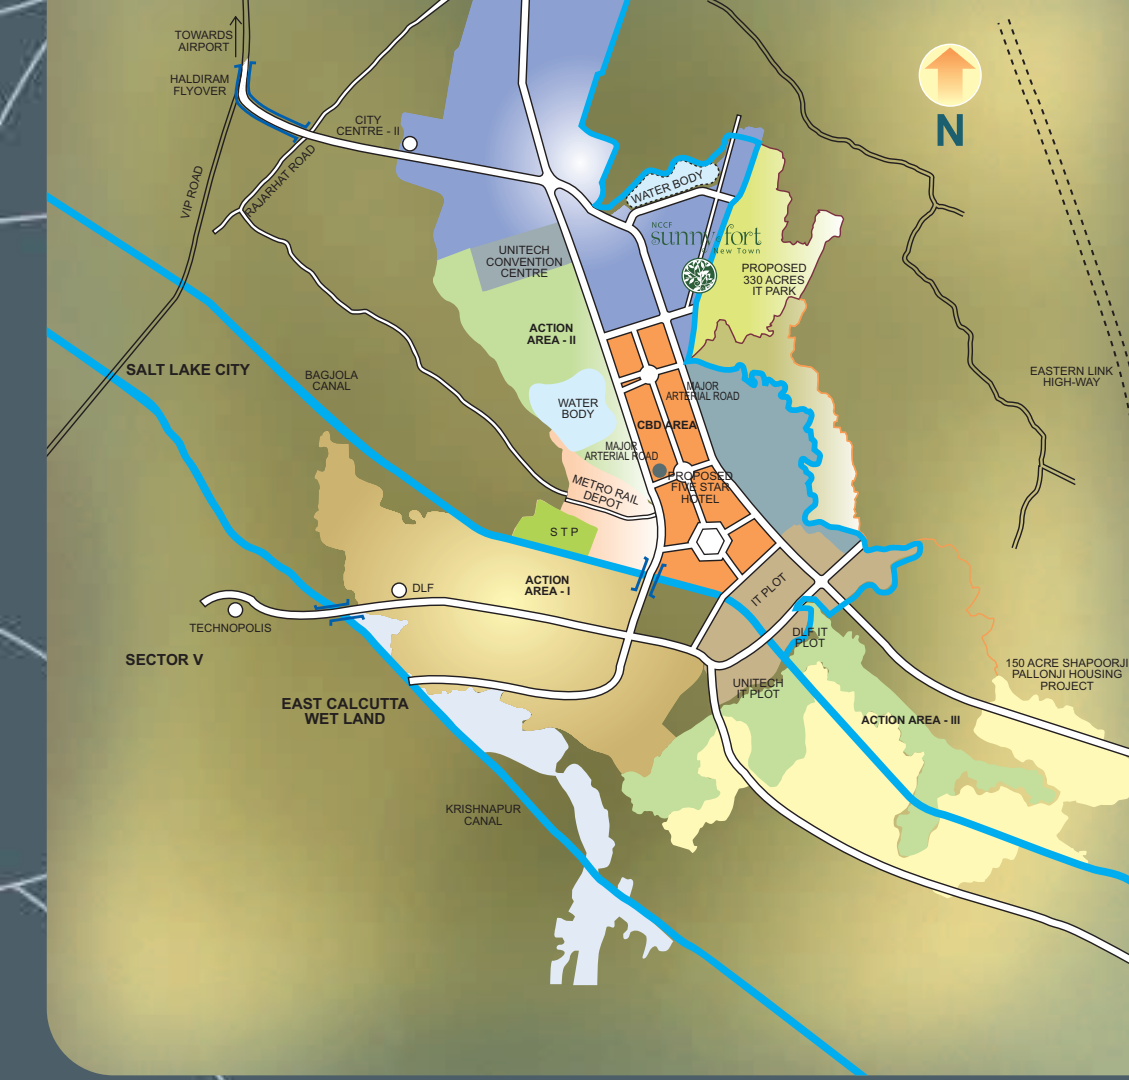 TOWARDS
AIRPORT
HALDIRAM
FLYOVER
CITY
CENTRE - II
N
VIP ROAD
RAJARHAT ROAD
WATER BODY
NCCF
sunny fort
New Town
UNITECH
CONVENTION
CENTRE
PROPOSED
330 ACRES
IT PARK
ACTION
AREA - II
SALT LAKE CITY
BAGJOLA
CANAL
EASTERN LINK
HIGH-WAY
MAJOR
ARTERIAL ROAD
WATER
BODY
CBD AREA
MAJOR
ARTERIAL ROAD
PROPOSED
FIVE STAR
HOTEL
METRO RAIL
DEPOT
S T P
ACTION
AREA - I
DLF
IT PLOT
TECHNOPOLIS
DLF IT
PLOT
SECTOR V
UNITECH
IT PLOT
150 ACRE SHAPOORJI
PALLONJI HOUSING
PROJECT
EAST CALCUTTA
WET LAND
ACTION AREA - III
KRISHNAPUR
CANAL